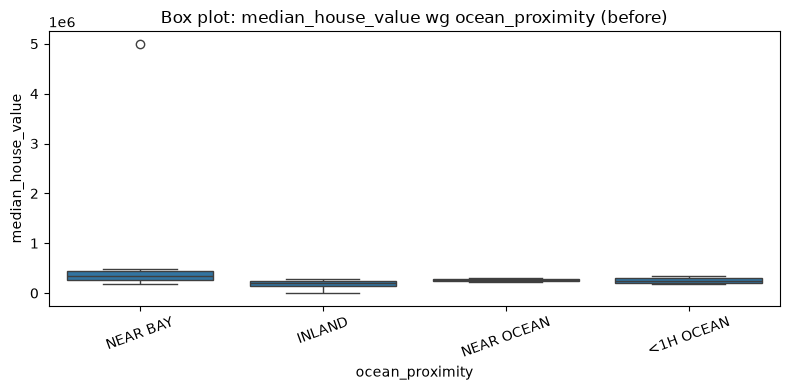 Box plot: median_house_value wg ocean_proximity (before)
1e6
5
4
3
2
1
0
median_house_value
NEAR BAY
INLAND
NEAR OCEAN
<1H OCEAN
ocean_proximity